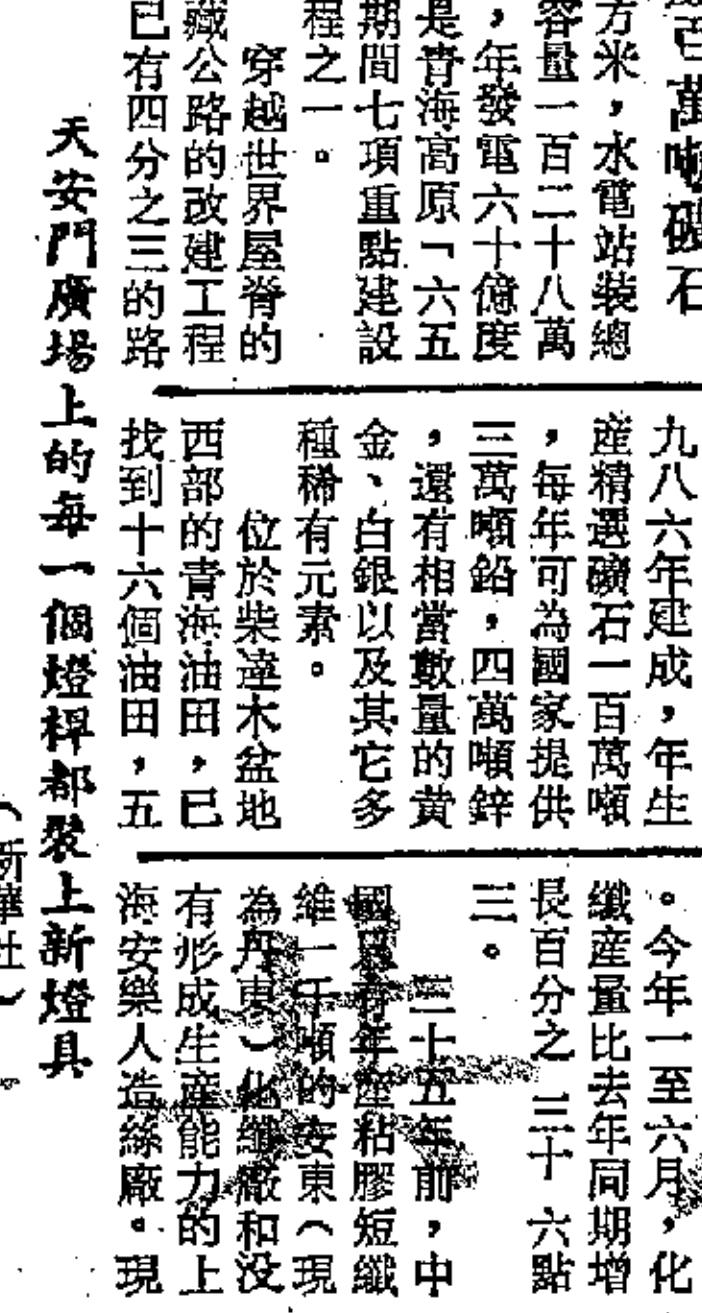 百萬噸礦石
方米，水電站裝總
容量一百二十八萬
，年發電六十億度
是青海高原「六五
期間七項重點建設
程之一。
穿越世界屋脊的
藏公路的改建工程
已有四分之三的路
九八六年建成，年生
産精選礦石一百萬噸
，每年可為國家提供
三萬噸鉛，四萬噸鋅
，還有相當數量的黄
金、白銀以及其它多
種稀有元素。
位於柴達木盆地
西部的青海油田，已
找到十六個油田，五
。今年一至六月，化
纖産量比去年同期增
長百分之三十六點
三。
三十五年前，中
國只有年産粘膠短纖
維一千噸的安東（現
為丹東）化纖廠和没
有形成生産能力的上
海安樂人造絲廠。現
天安門廣場上的每一個燈桿都裝上新燈具
（新華社）